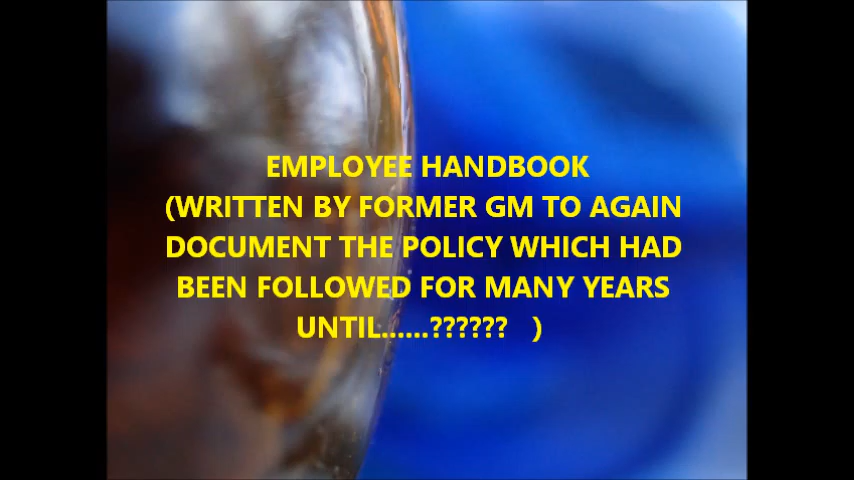 EMPLOYEE HANDBOOK
(WRITTEN BY FORMER GM TO AGAIN
DOCUMENT THE POLICY WHICH HAD
BEEN FOLLOWED FOR MANY YEARS
UNTIL......?????? )